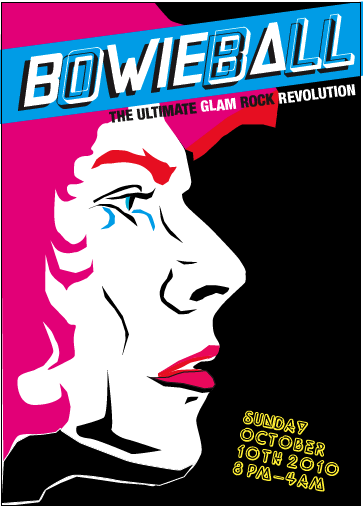 BOWIEBALL
THE ULTIMATE GLAM ROCK REVOLUTION
SUNDAY
OCTOBER
10TH 2010
8 PM-4AM